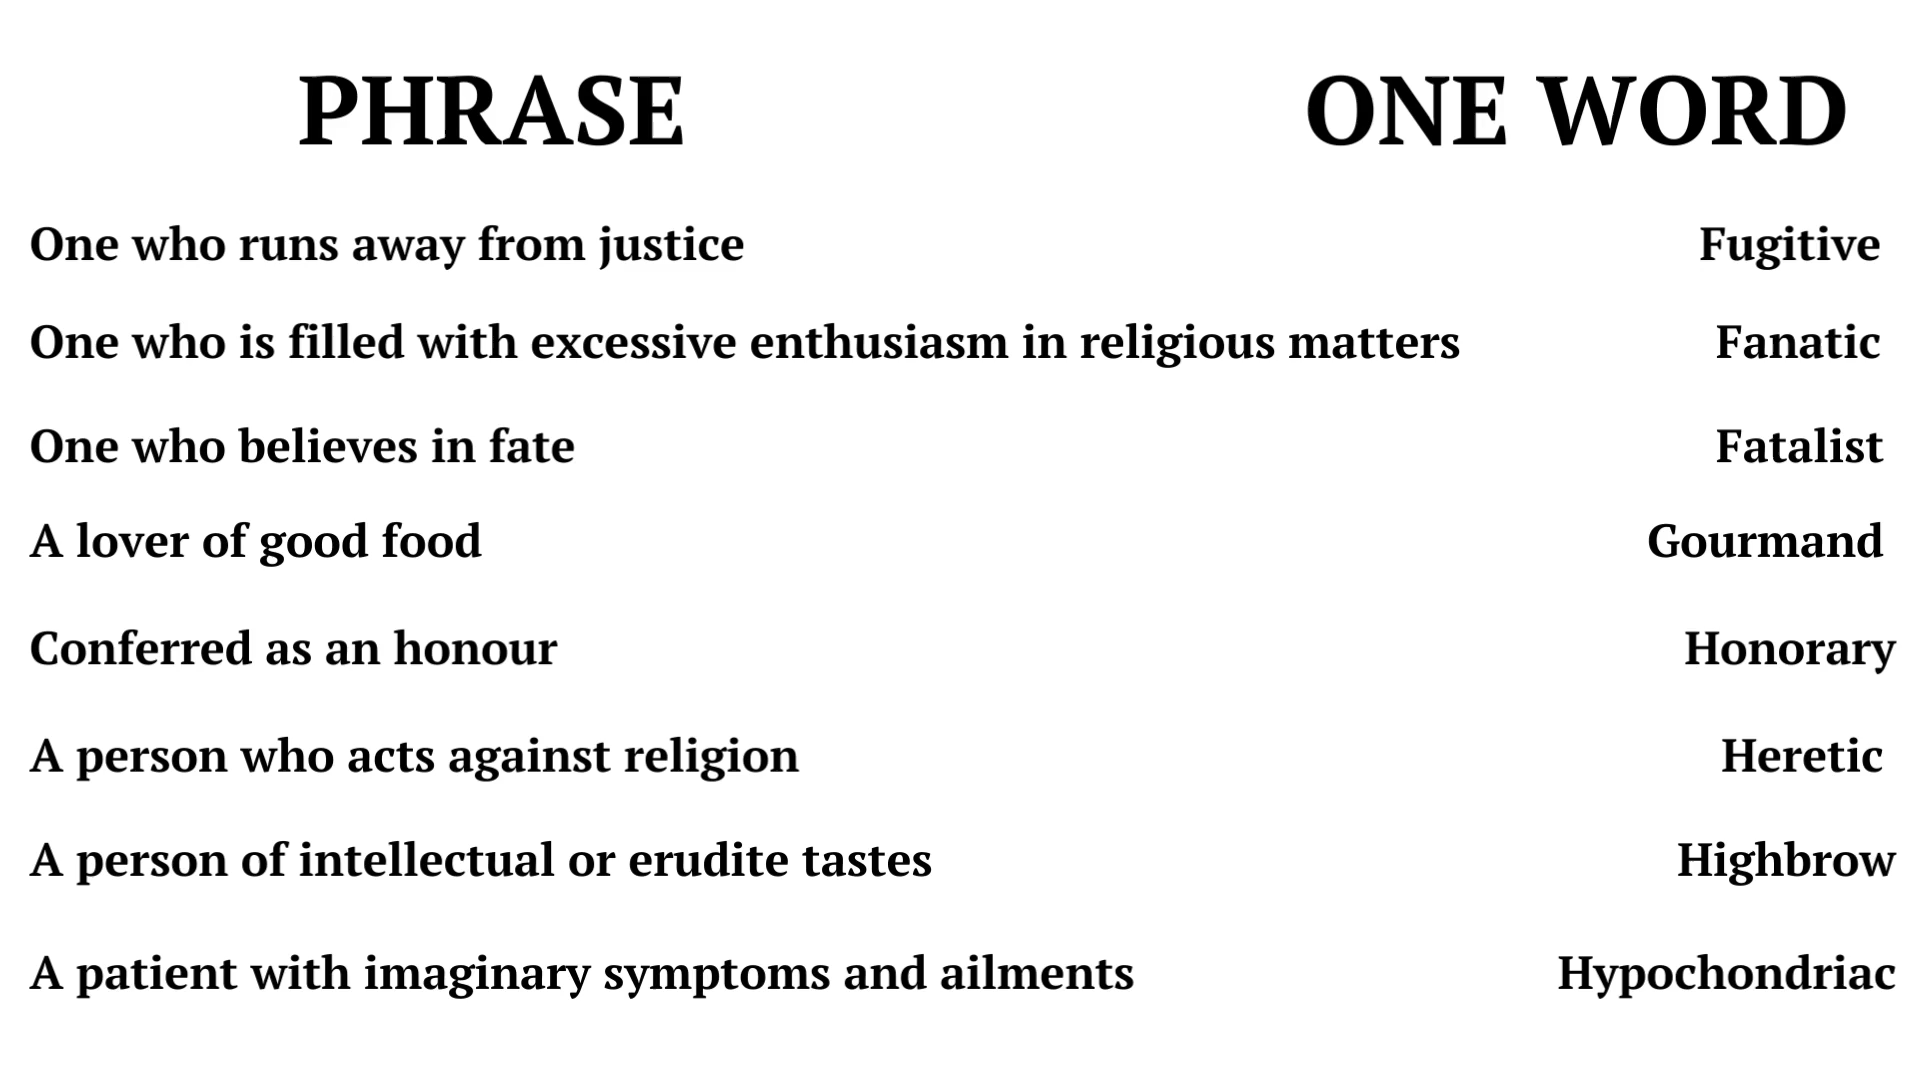 PHRASE ONE WORD
One who runs away from justice Fugitive
One who is filled with excessive enthusiasm in religious matters Fanatic
One who believes in fate Fatalist
A lover of good food Gourmand
Conferred as an honour Honorary
A person who acts against religion Heretic
A person of intellectual or erudite tastes Highbrow
A patient with imaginary symptoms and ailments Hypochondriac